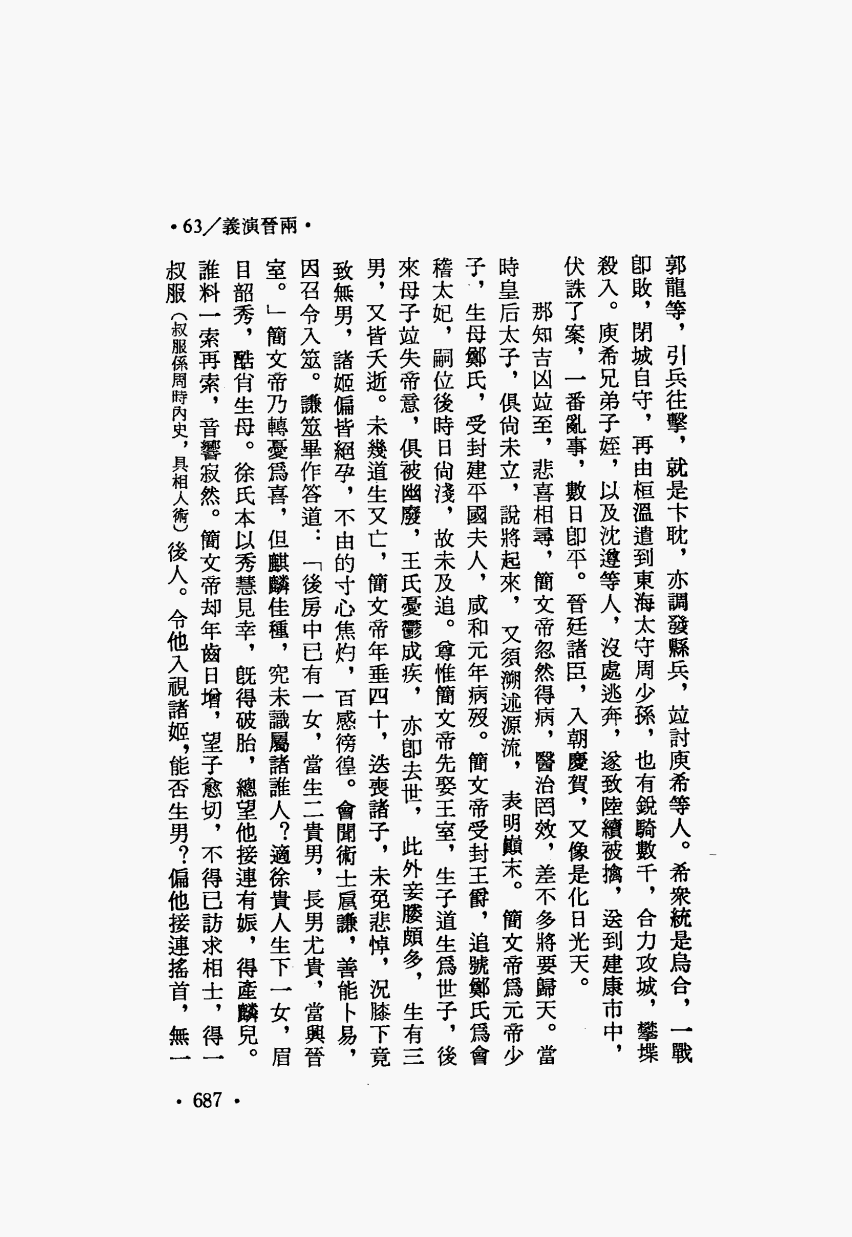 ·63/義演晉兩·
郭龍等，引兵往擊，就是卞耽，亦調發縣兵，竝討庾希等人。希衆統是烏合，一戰
卽敗，閉城自守，再由桓溫遣到東海太守周少孫，也有銳騎數千，合力攻城，攀堞
殺入。庾希兄弟子姪，以及沈遵等人，沒處逃奔，遂致陸續被擒，送到建康市中，
伏誅了案，一番亂事，數日卽平。晉廷諸臣，入朝慶賀，又像是化日光天。
那知吉凶竝至，悲喜相尋，簡文帝忽然得病，醫治罔效，差不多將要歸天。當
時皇后太子，俱尙未立，說將起來，又須溯述源流，表明巔末。簡文帝爲元帝少
子，生母鄭氏，受封建平國夫人，咸和元年病歿。簡文帝受封王爵，追號鄭氏爲會
稽太妃，嗣位後時日尙淺，故未及追。尊惟簡文帝先娶王室，生子道生爲世子，後
來母子竝失帝意，俱被幽廢，王氏憂鬱成疾，亦卽去世，此外妾媵頗多，生有三
男，又皆夭逝。未幾道生又亡，簡文帝年垂四十，迭喪諸子，未免悲悼，況膝下竟
致無男，諸姬偏皆絕孕，不由的寸心焦灼，百感徬徨。會聞術士扈謙，善能卜易，
因召令入筮。謙筮畢作答道：「後房中已有一女，當生二貴男，長男尤貴，當興晉
室。」簡文帝乃轉憂爲喜，但麒麟佳種，究未識屬諸誰人？適徐貴人生下一女，眉
目韶秀，酷肖生母。徐氏本以秀慧見幸，旣得破胎，總望他接連有娠，得產麟兒。
誰料一索再索，音響寂然。簡文帝却年齒日增，望子愈切，不得已訪求相士，得一
叔服（叔服係周時內史，具相人術）後人。令他入視諸姬，能否生男？偏他接連搖首，無一
·687·